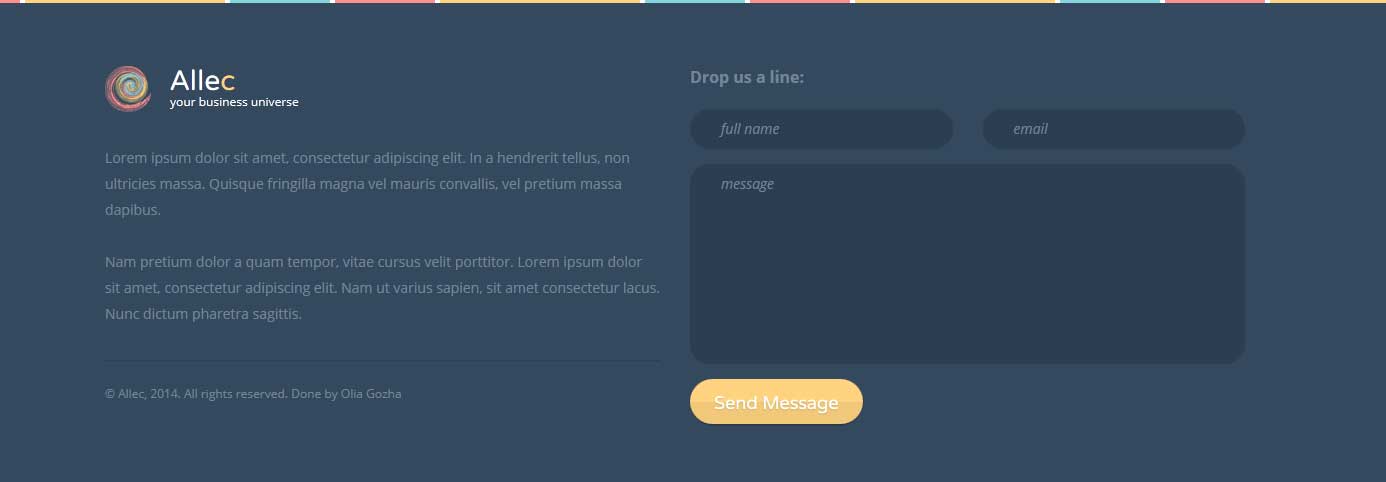 Allec
your business universe
Lorem ipsum dolor sit amet, consectetur adipiscing elit. In a hendrerit tellus, non
ultricies massa. Quisque fringilla magna vel mauris convallis, vel pretium massa
dapibus.
Nam pretium dolor a quam tempor, vitae cursus velit porttitor. Lorem ipsum dolor
sit amet, consectetur adipiscing elit. Nam ut varius sapien, sit amet consectetur lacus.
Nunc dictum pharetra sagittis.
© Allec, 2014. All rights reserved. Done by Olia Gozha
Drop us a line:
full name
email
message
Send Message